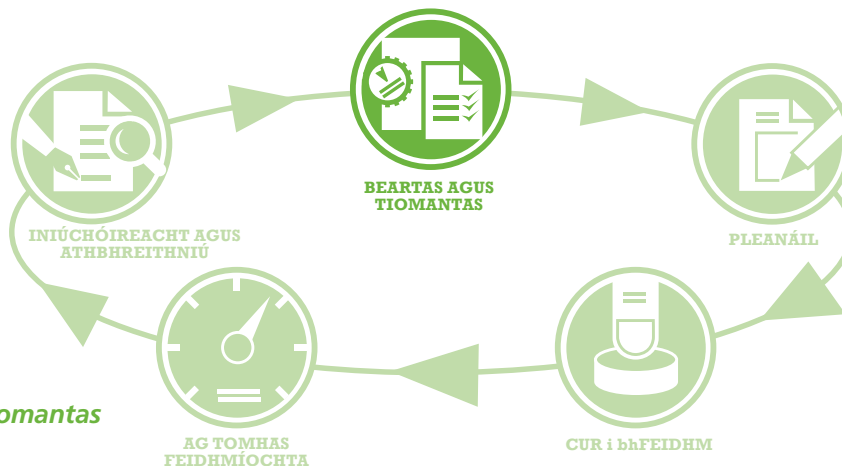 BEARTAS AGUS
TIOMANTAS
INIÚCHÓIREACHT AGUS
ATHBHREITHNIÚ
PLEANÁIL
omantas
AG TOMHAS
FEIDHMÍOCHTA
CUR i bhFEIDHM